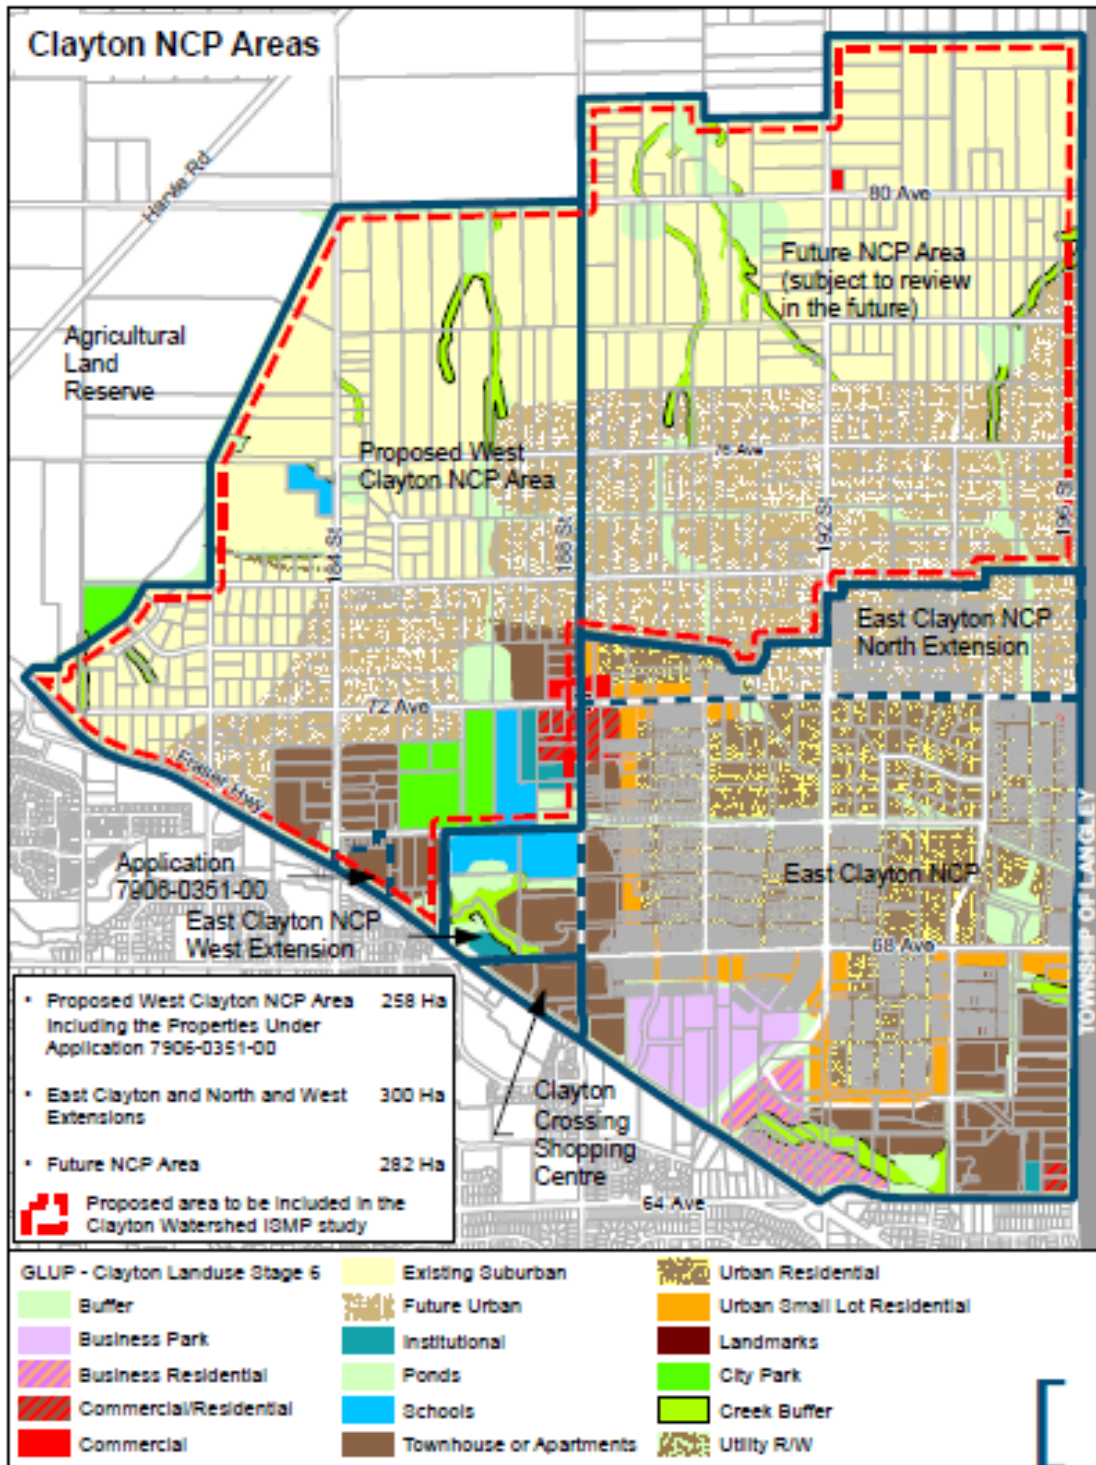 Clayton NCP Areas
Harvie Rd
80 Ave
Future NCP Area
(subject to review
in the future)
Agricultural
Land
Reserve
Proposed West
Clayton NCP Area
76 Ave
184 St
188 St
192 St
196 St
East Clayton NCP
North Extension
72 Ave
Fraser Hwy
Application
7906-0351-00
East Clayton NCP
West Extension
East Clayton NCP
68 Ave
TOWNSHIP OF LANGLY
• Proposed West Clayton NCP Area 258 Ha
Including the Properties Under
Application 7906-0351-00
• East Clayton and North and West 300 Ha
Extensions
• Future NCP Area 282 Ha
Proposed area to be included in the
Clayton Watershed ISMP study
Clayton
Crossing
Shopping
Centre
64 Ave
GLUP - Clayton Landuse Stage 6
Buffer
Business Park
Business Residential
Commercial/Residential
Commercial
Existing Suburban
Future Urban
Institutional
Ponds
Schools
Townhouse or Apartments
Urban Residential
Urban Small Lot Residential
Landmarks
City Park
Creek Buffer
Utility R/W